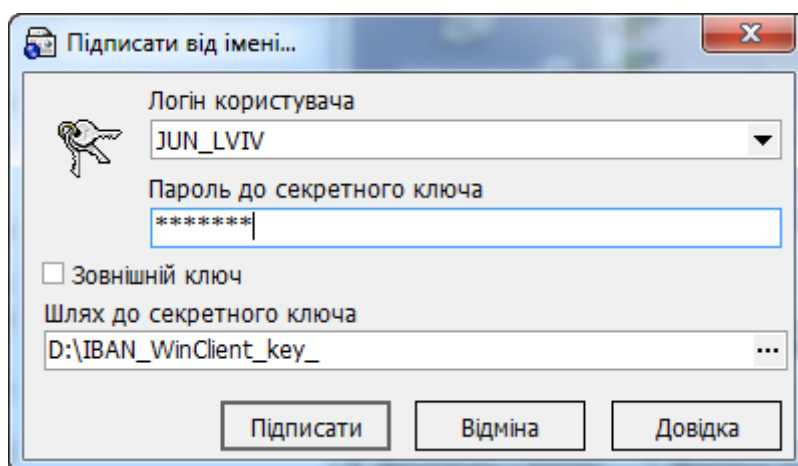 Підписати від імені...
Логін користувача
JUN_LVIV
Пароль до секретного ключа
*******
Зовнішній ключ
Шлях до секретного ключа
D:\IBAN_WinClient_key_
...
Підписати
Відміна
Довідка